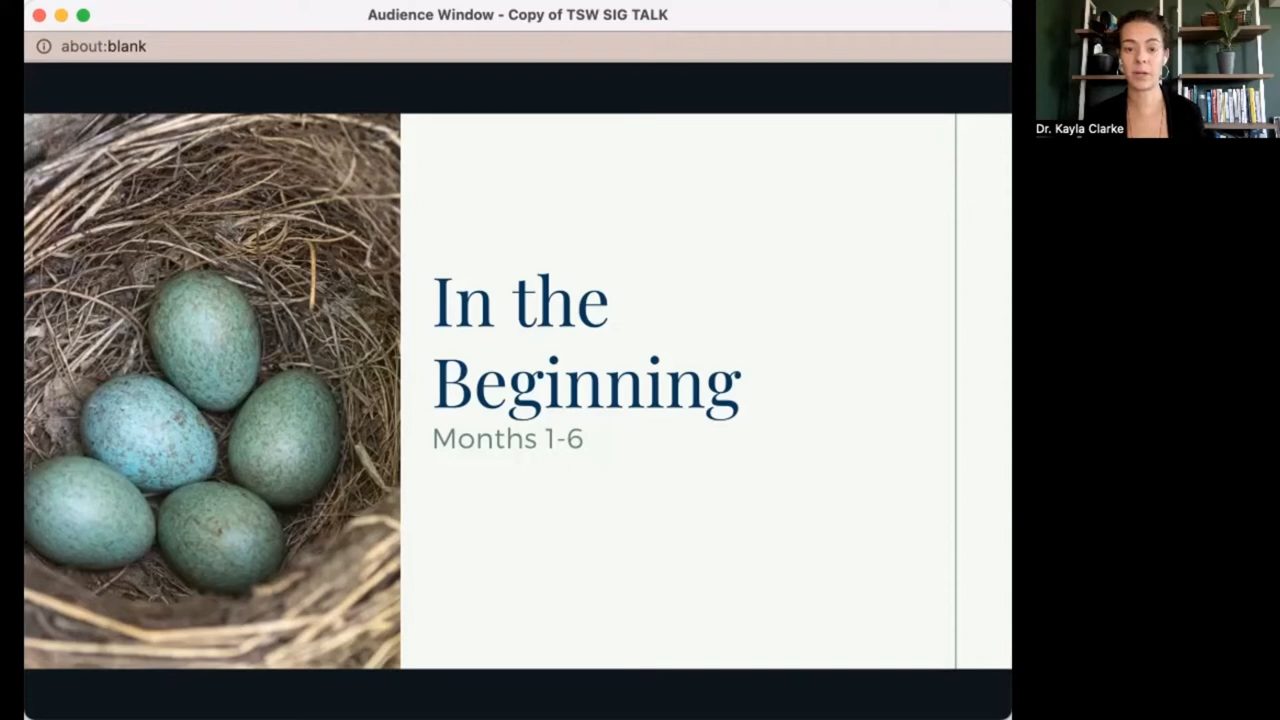 Audience Window - Copy of TSW SIG TALK
about:blank
In the
Beginning
Months 1-6
Dr. Kayla Clarke